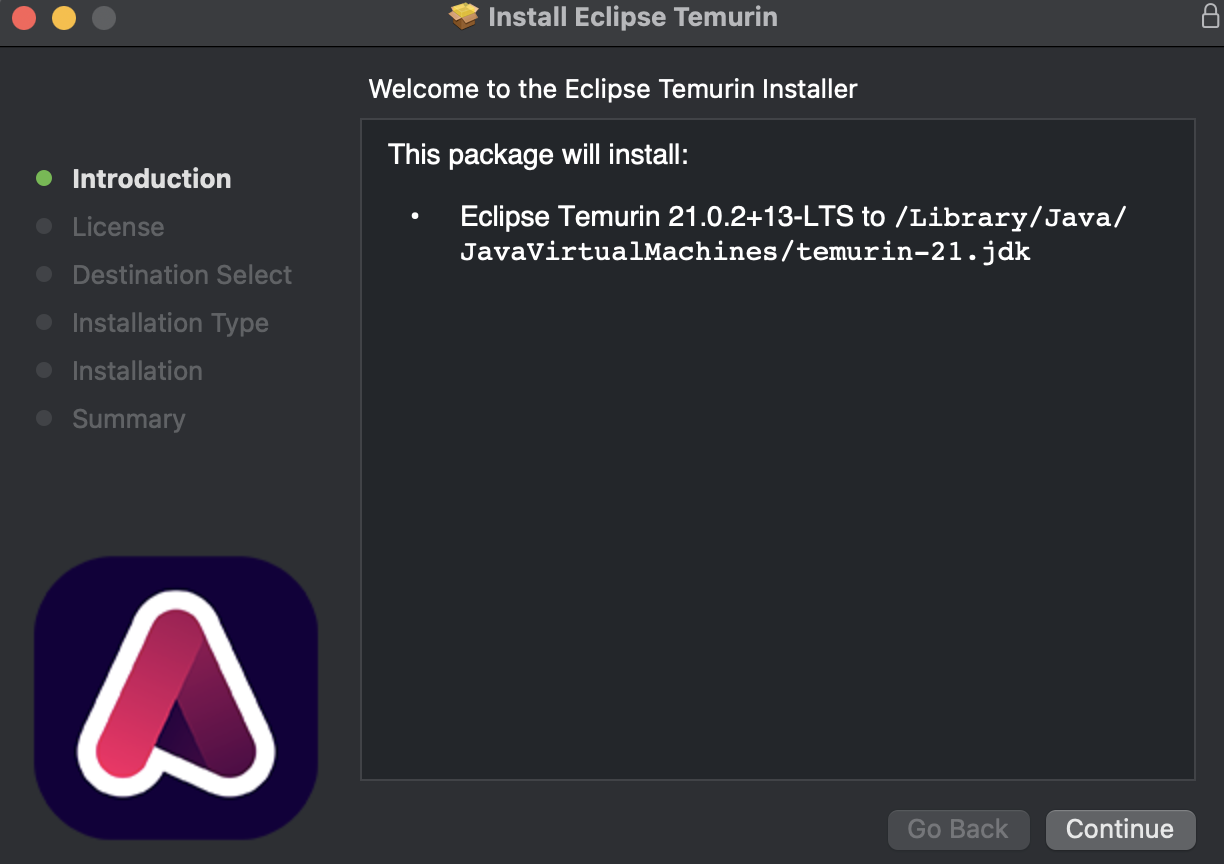 Install Eclipse Temurin
Welcome to the Eclipse Temurin Installer
Introduction
License
Destination Select
Installation Type
Installation
Summary
This package will install:
• Eclipse Temurin 21.0.2+13-LTS to /Library/Java/
JavaVirtualMachines/temurin-21.jdk
Go Back
Continue